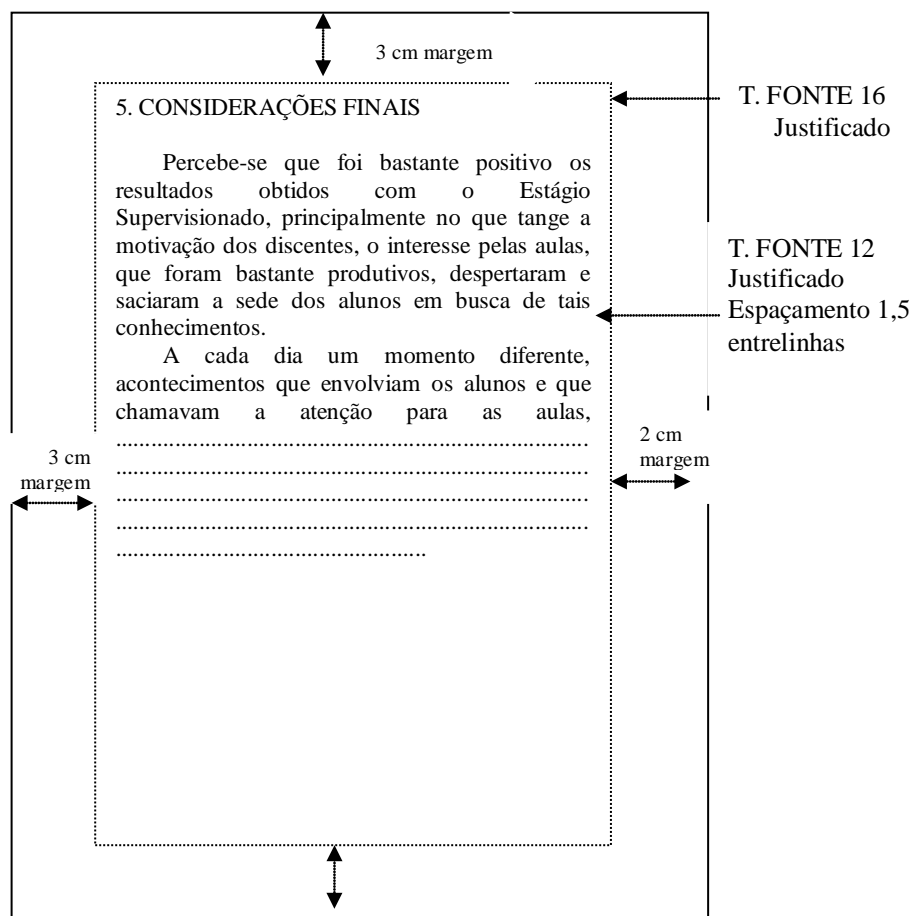 3 cm margem
5. CONSIDERAÇÕES FINAIS
T. FONTE 16
Justificado
Percebe-se que foi bastante positivo os
resultados obtidos com o Estágio
Supervisionado, principalmente no que tange a
motivação dos discentes, o interesse pelas aulas,
que foram bastante produtivos, despertaram e
saciaram a sede dos alunos em busca de tais
conhecimentos.
T. FONTE 12
Justificado
Espaçamento 1,5
entrelinhas
A cada dia um momento diferente,
acontecimentos que envolviam os alunos e que
chamavam a atenção para as aulas,
................................................................................
................................................................................
................................................................................
................................................................................
.....................................................
3 cm
margem
2 cm
margem